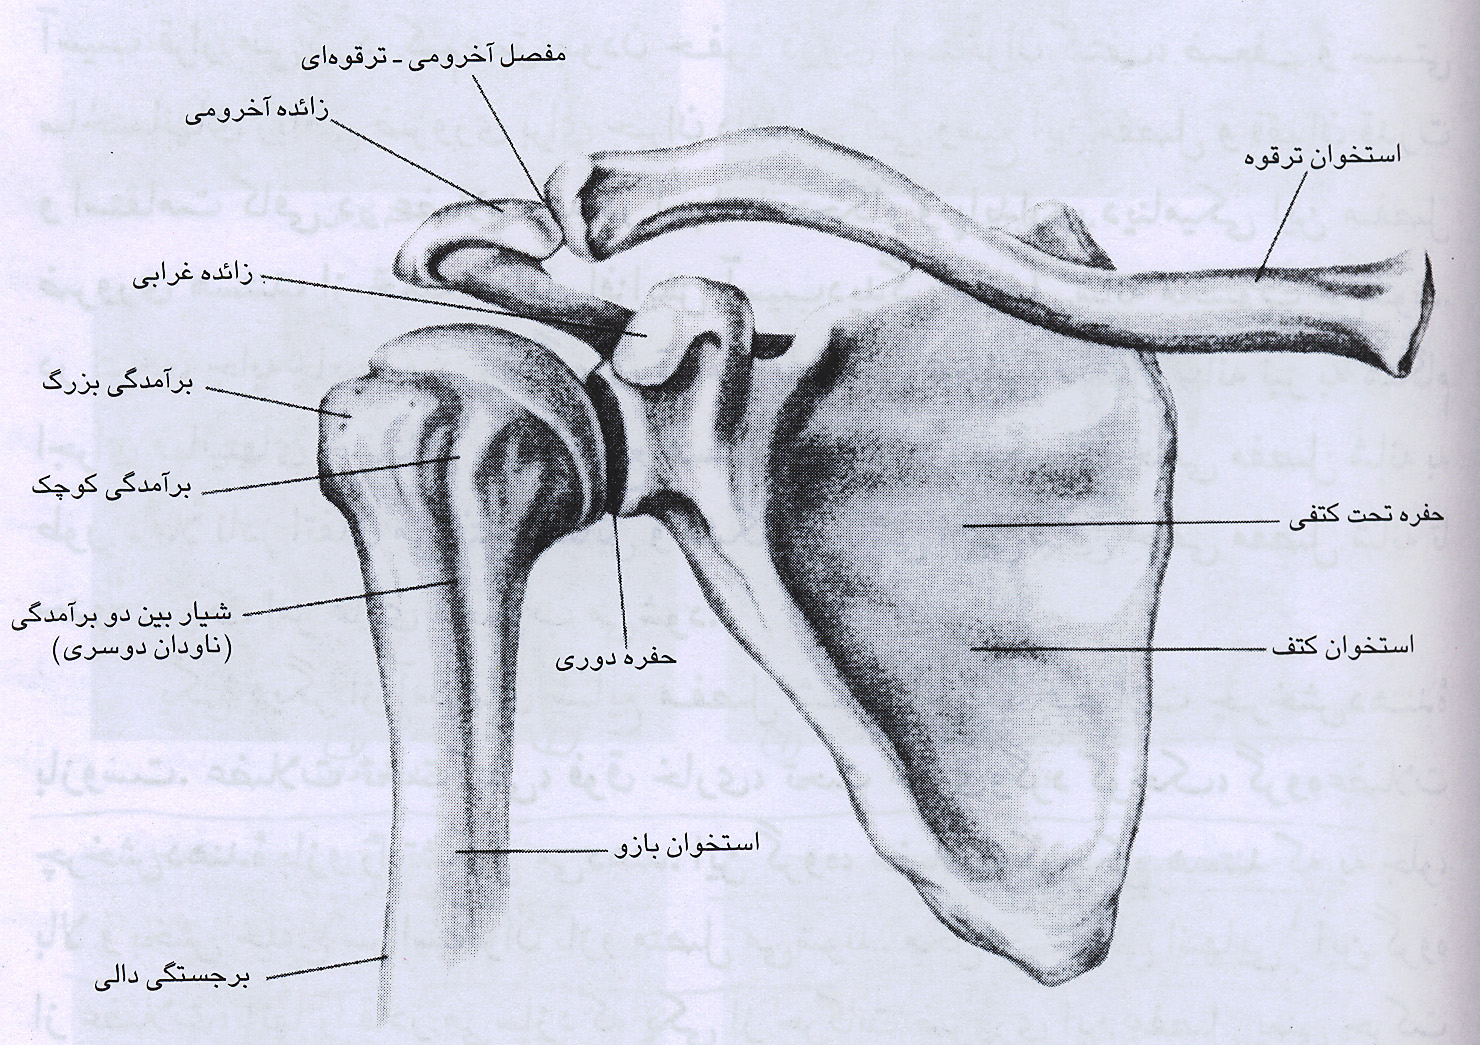 مفصل آخرومی ـ ترقوه‌ای
زائده آخرومی
استخوان ترقوه
زائده غرابی
برآمدگی بزرگ
برآمدگی کوچک
حفره تحت کتفی
شیار بین دو برآمدگی
(ناودان دوسری)
حفره دوری
استخوان کتف
استخوان بازو
برجستگی دالی